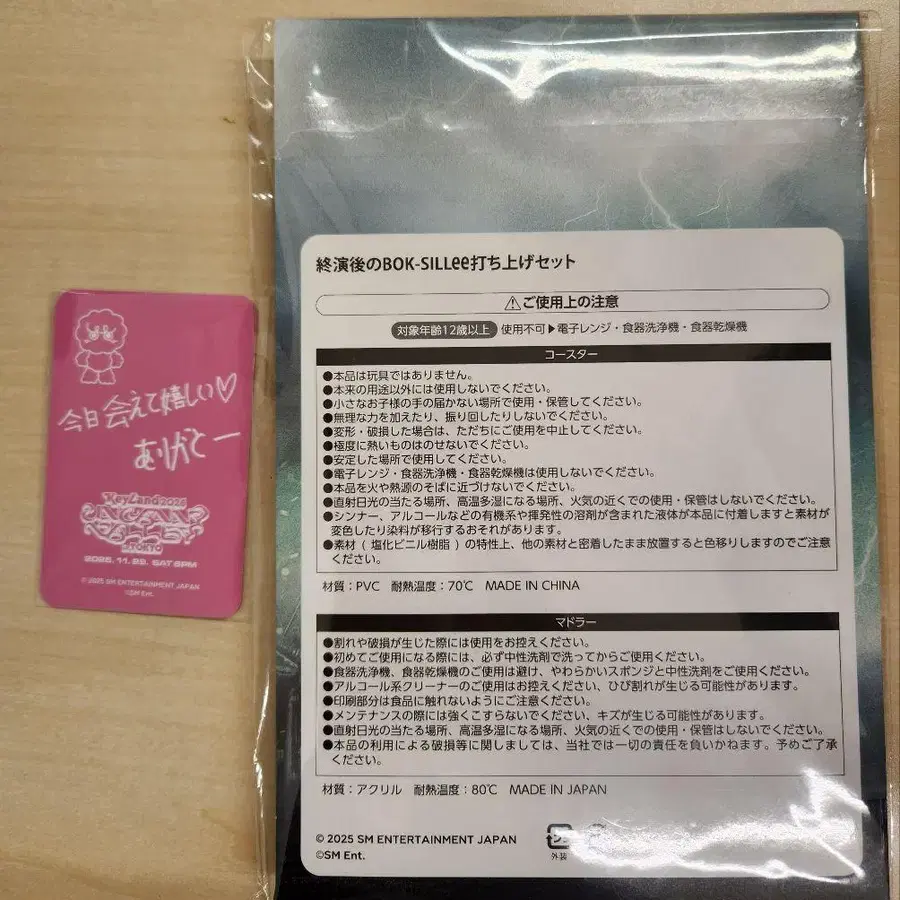 今日 会えて嬉しい♡
ありがとー
KeyLand2025
TOKYO
SAT 6PM
© 2025 SM ENTERTAINMENT JAPAN
©SM Ent.
終演後のBOK-SILLee打ち上げセット
⚠ご使用上の注意
対象年齢12歳以上 使用不可▶電子レンジ・食器洗浄機・食器乾燥機
コースター
●本品は玩具ではありません。
●本来の用途以外には使用しないでください。
●小さなお子様の手の届かない場所で使用・保管してください。
●無理な力を加えたり、振り回したりしないでください。
●変形・破損した場合は、ただちにご使用を中止してください。
●極度に熱いものはのせないでください。
●安定した場所で使用してください。
●電子レンジ・食器洗浄機・食器乾燥機は使用しないでください。
●本品を火や熱源のそばに近づけないでください。
●直射日光の当たる場所、高温多湿になる場所、火気の近くでの使用・保管はしないでください。
●シンナー、アルコールなどの有機系や揮発性の溶剤が含まれた液体が本品に付着しますと素材が
変色したり染料が移行するおそれがあります。
●素材 ( 塩化ビニル樹脂 ) の特性上、他の素材と密着したまま放置すると色移りしますのでご注意
ください。
材質：PVC 耐熱温度：70℃ MADE IN CHINA
マドラー
●割れや破損が生じた際には使用をお控えください。
●初めてご使用になる際には、必ず中性洗剤で洗ってからご使用ください。
●食器洗浄機、食器乾燥機のご使用は避け、やわらかいスポンジと中性洗剤をご使用ください。
●アルコール系クリーナーのご使用はお控えください、ひび割れが生じる可能性があります。
●印刷部分は食品に触れないようにご注意ください。
●メンテナンスの際には強くこすらないでください、キズが生じる可能性があります。
●直射日光の当たる場所、高温多湿になる場所、火気の近くでの使用・保管はしないでください。
●本品の利用による破損等に関しましては、当社では一切の責任を負いかねます。予めご了承
ください。
材質：アクリル 耐熱温度：80℃ MADE IN JAPAN
© 2025 SM ENTERTAINMENT JAPAN
©SM Ent.
外装